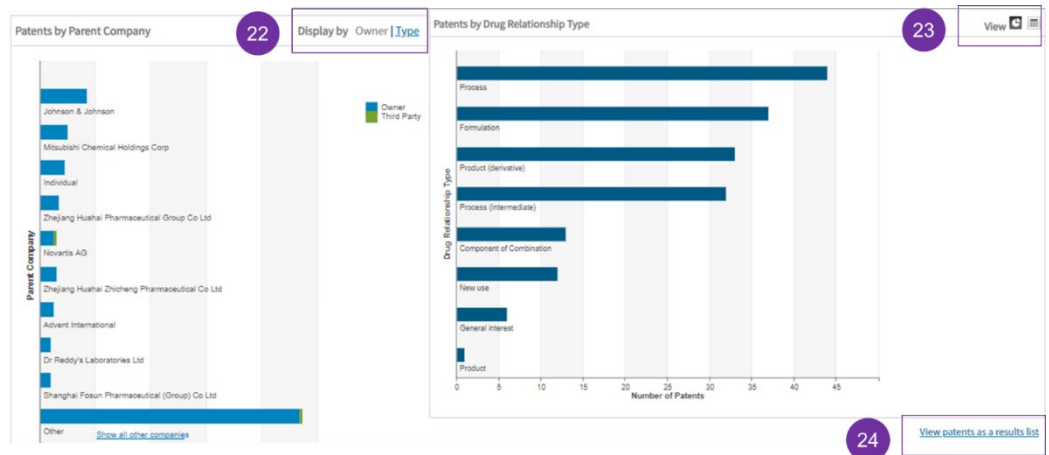 Patents by Parent Company
22
Display by Owner | Type
Owner
Third Party
Parent Company
Johnson & Johnson
Mitsubishi Chemical Holdings Corp
Individual
Zhejiang Huahai Pharmaceutical Group Co Ltd
Novartis AG
Zhejiang Huahai Zhicheng Pharmaceutical Co Ltd
Advent International
Dr Reddy's Laboratories Ltd
Shanghai Fosun Pharmaceutical (Group) Co Ltd
Other
Show all other companies
Patents by Drug Relationship Type
23
View
Drug Relationship Type
Process
Formulation
Product (derivative)
Process (Intermediate)
Component of Combination
New use
General interest
Product
0 5 10 15 20 25 30 35 40 45
Number of Patents
24
View patents as a results list